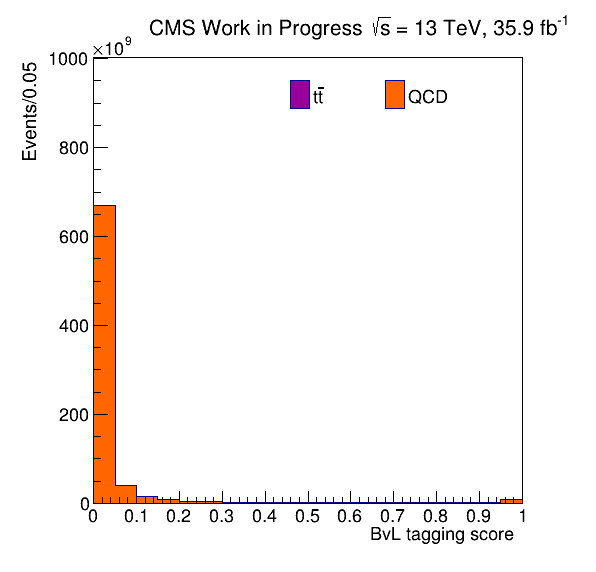 CMS Work in Progress √s = 13 TeV, 35.9 fb⁻¹
×10⁹
1000
800
600
400
200
0
Events/0.05
tt̄
QCD
0 0.1 0.2 0.3 0.4 0.5 0.6 0.7 0.8 0.9 1
BvL tagging score